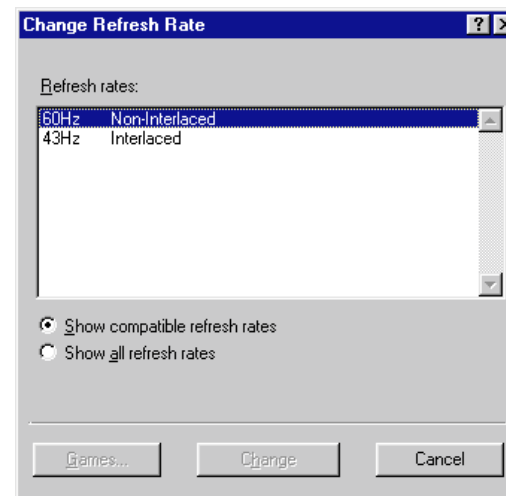 Change Refresh Rate
Refresh rates:
60Hz Non-Interlaced
43Hz Interlaced
Show compatible refresh rates
Show all refresh rates
Games... Change Cancel